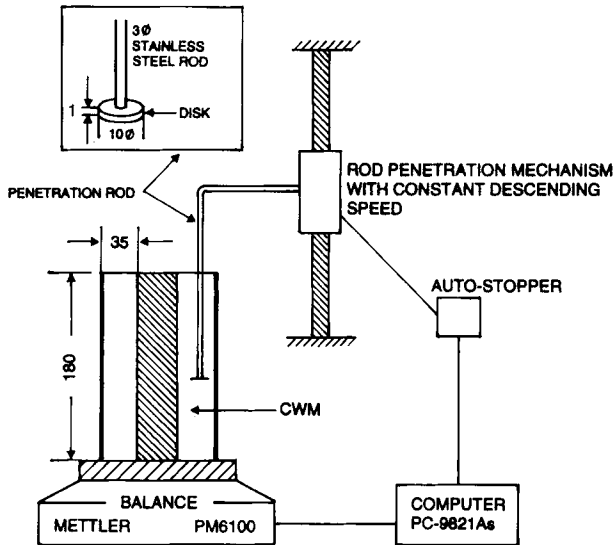 3Ø
STAINLESS
STEEL ROD
1
DISK
10Ø
PENETRATION ROD
ROD PENETRATION MECHANISM
WITH CONSTANT DESCENDING
SPEED
35
AUTO-STOPPER
180
CWM
BALANCE
METTLER PM6100
COMPUTER
PC-9821As